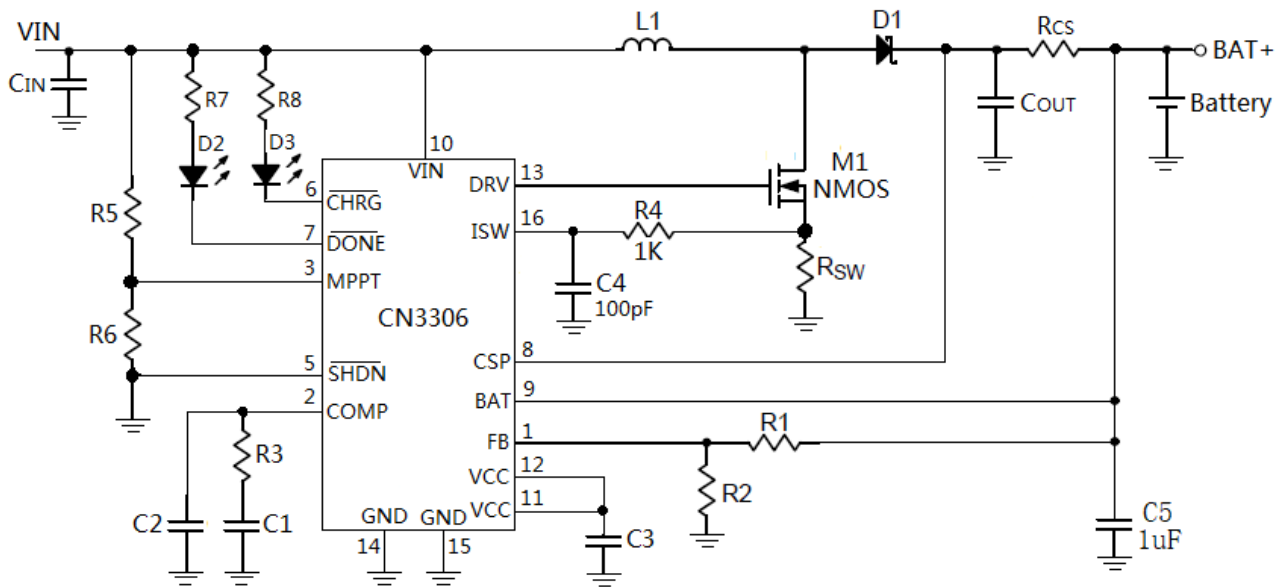 VIN
L1
D1
RCS
BAT+
CIN
R7
R8
COUT
Battery
D2
D3
10
VIN
M1
NMOS
6
CHRG
DRV
13
R5
7
DONE
ISW
16
R4
1K
RSW
3
MPPT
C4
100pF
R6
CN3306
5
SHDN
CSP
8
2
COMP
BAT
9
R3
FB
1
R1
VCC
12
R2
VCC
11
C2
C1
GND
GND
14
15
C3
C5
1uF